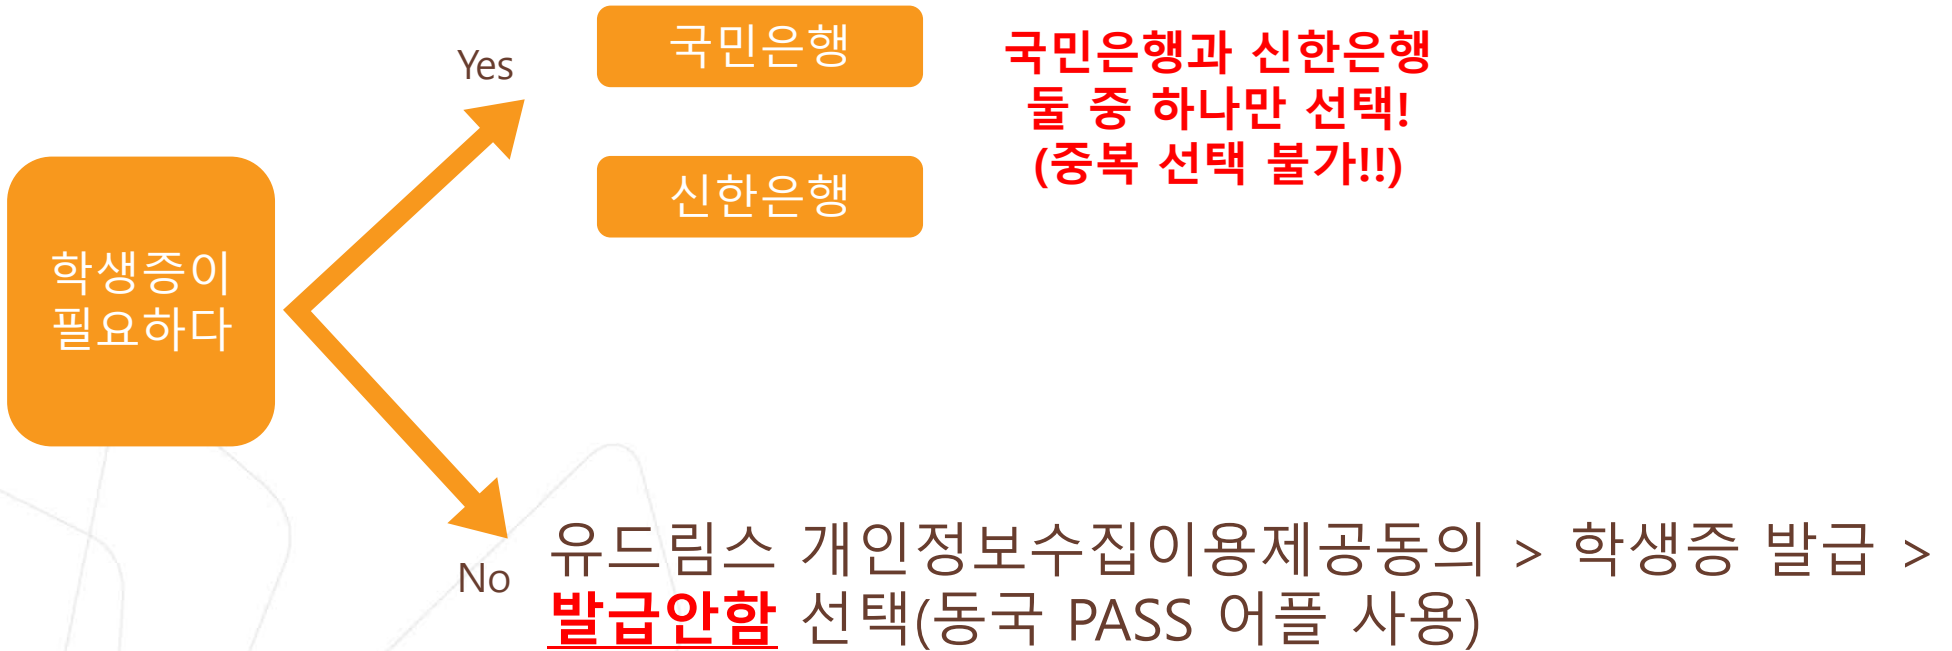 학생증이
필요하다
Yes
국민은행
신한은행
국민은행과 신한은행
둘 중 하나만 선택!
(중복 선택 불가!!)
No
유드림스 개인정보수집이용제공동의 > 학생증 발급 >
발급안함 선택(동국 PASS 어플 사용)